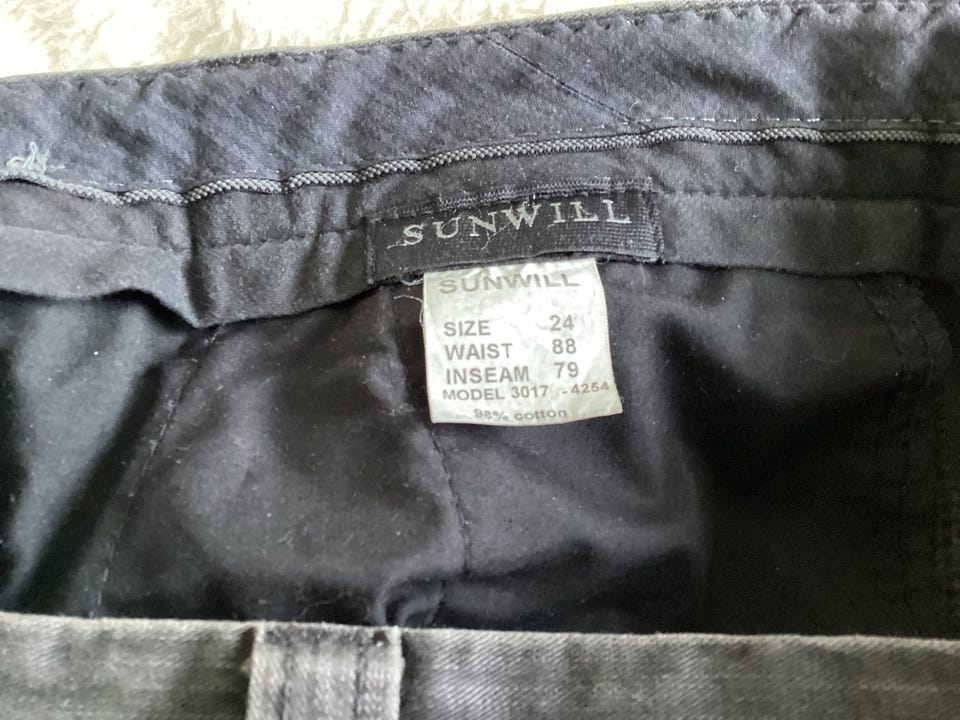 SUNWILL
SUNWILL
SIZE 24
WAIST 88
INSEAM 79
MODEL 3017 - 4254
98% cotton